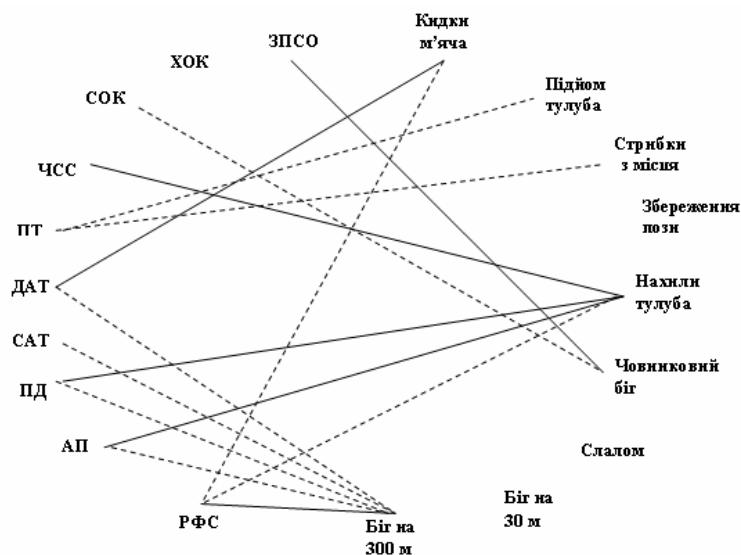 Кидки
м’яча
ЗПСО
ХОК
Підйом
тулуба
СОК
Стрибки
з місця
ЧСС
Збереження
пози
ПТ
Нахили
тулуба
ДАТ
САТ
Човниковий
біг
ПД
АП
Слалом
Біг на
30 м
РФС
Біг на
300 м